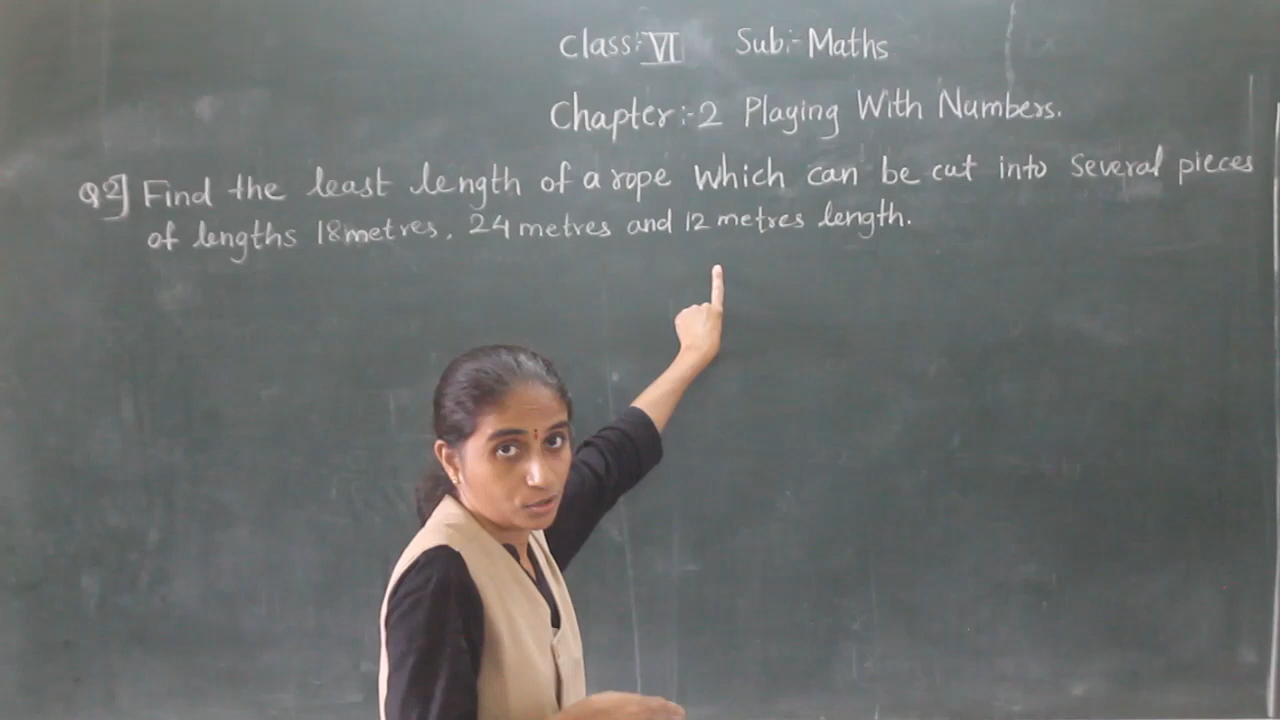 Class:- VI Sub:- Maths
Chapter:-2 Playing With Numbers.
Q2] Find the least length of a rope which can be cut into several pieces
of lengths 18metres, 24 metres and 12 metres length.